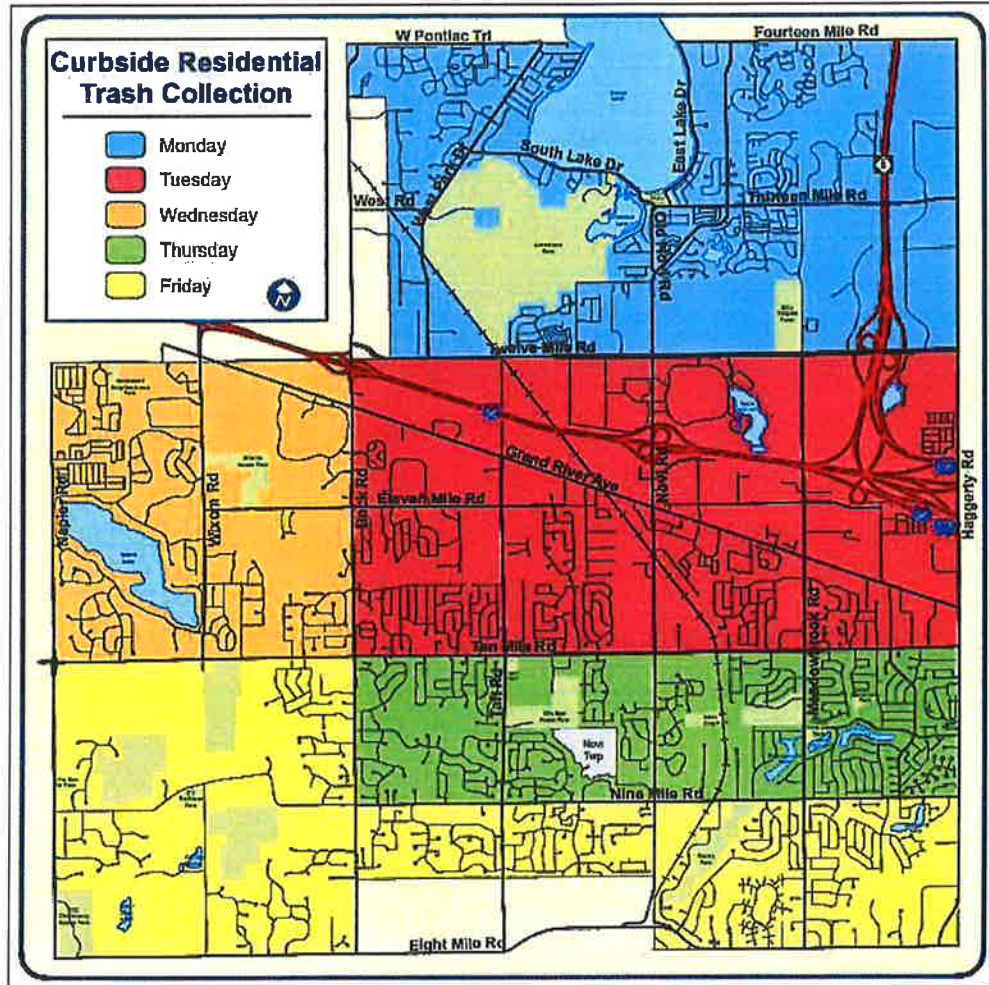 W Pontiac Trl
Fourteen Mile Rd
Curbside Residential
Trash Collection
Monday
Tuesday
Wednesday
Thursday
Friday
N
East Lake Dr
South Lake Dr
West Park Dr
West Rd
Thirteen Mile Rd
Old Novi Rd
Twelve Mile Rd
Grand River Ave
Novi Rd
Eleven Mile Rd
Beck Rd
Wixom Rd
Napier Rd
Haggerty Rd
Meadowbrook Rd
Ten Mile Rd
Taft Rd
Novi
Twp
Nine Mile Rd
Eight Mile Rd